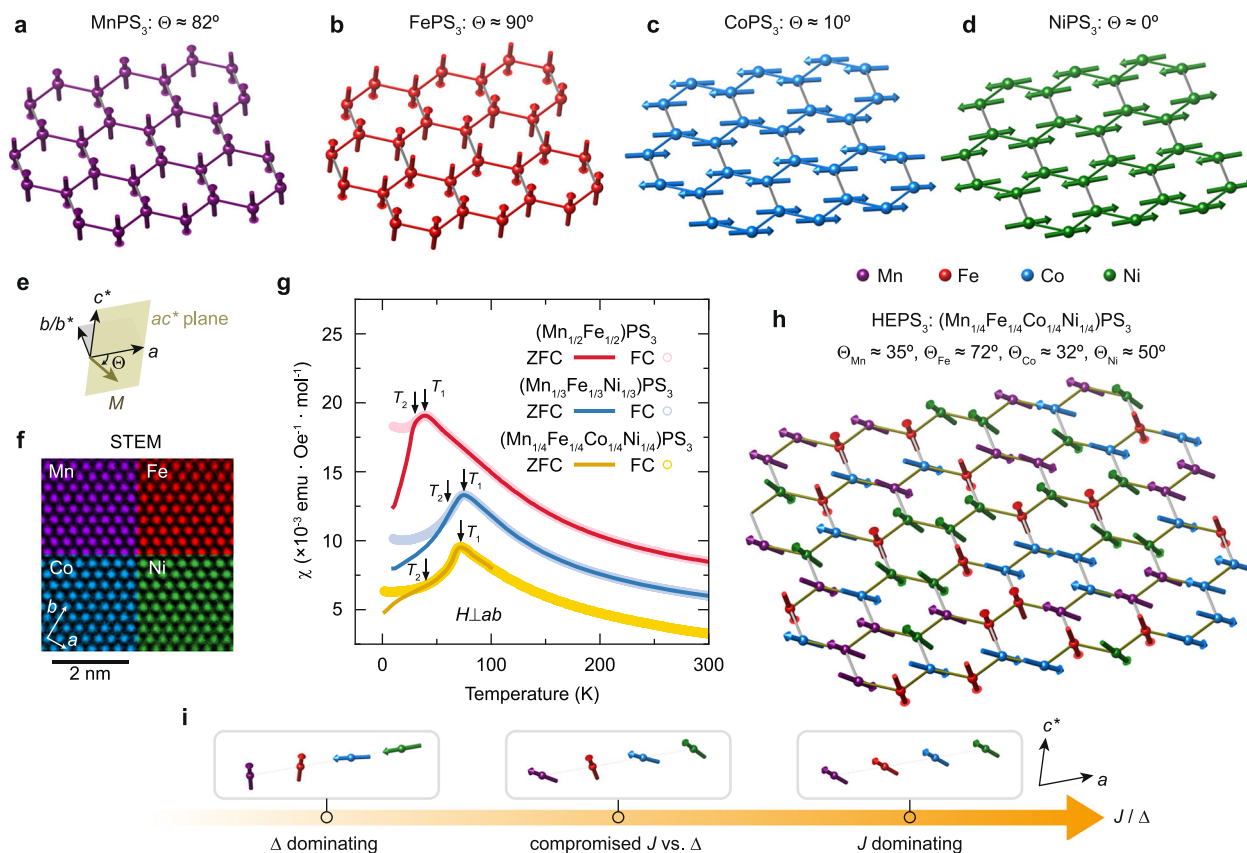 a
MnPS3: Θ ≈ 82º
b
FePS3: Θ ≈ 90º
c
CoPS3: Θ ≈ 10º
d
NiPS3: Θ ≈ 0º
Mn
Fe
Co
Ni
e
c*
b/b*
ac* plane
a
Θ
M
f
STEM
Mn
Fe
Co
Ni
b
a
2 nm
g
(Mn1/2Fe1/2)PS3
ZFC
FC
(Mn1/3Fe1/3Ni1/3)PS3
ZFC
FC
(Mn1/4Fe1/4Co1/4Ni1/4)PS3
ZFC
FC
T2
T1
T2
T1
T2
T1
H⊥ab
25
20
15
10
5
χ (×10-3 emu · Oe-1 · mol-1)
0
100
200
300
Temperature (K)
h
HEPS3: (Mn1/4Fe1/4Co1/4Ni1/4)PS3
ΘMn ≈ 35º, ΘFe ≈ 72º, ΘCo ≈ 32º, ΘNi ≈ 50º
i
c*
a
J / Δ
Δ dominating
compromised J vs. Δ
J dominating